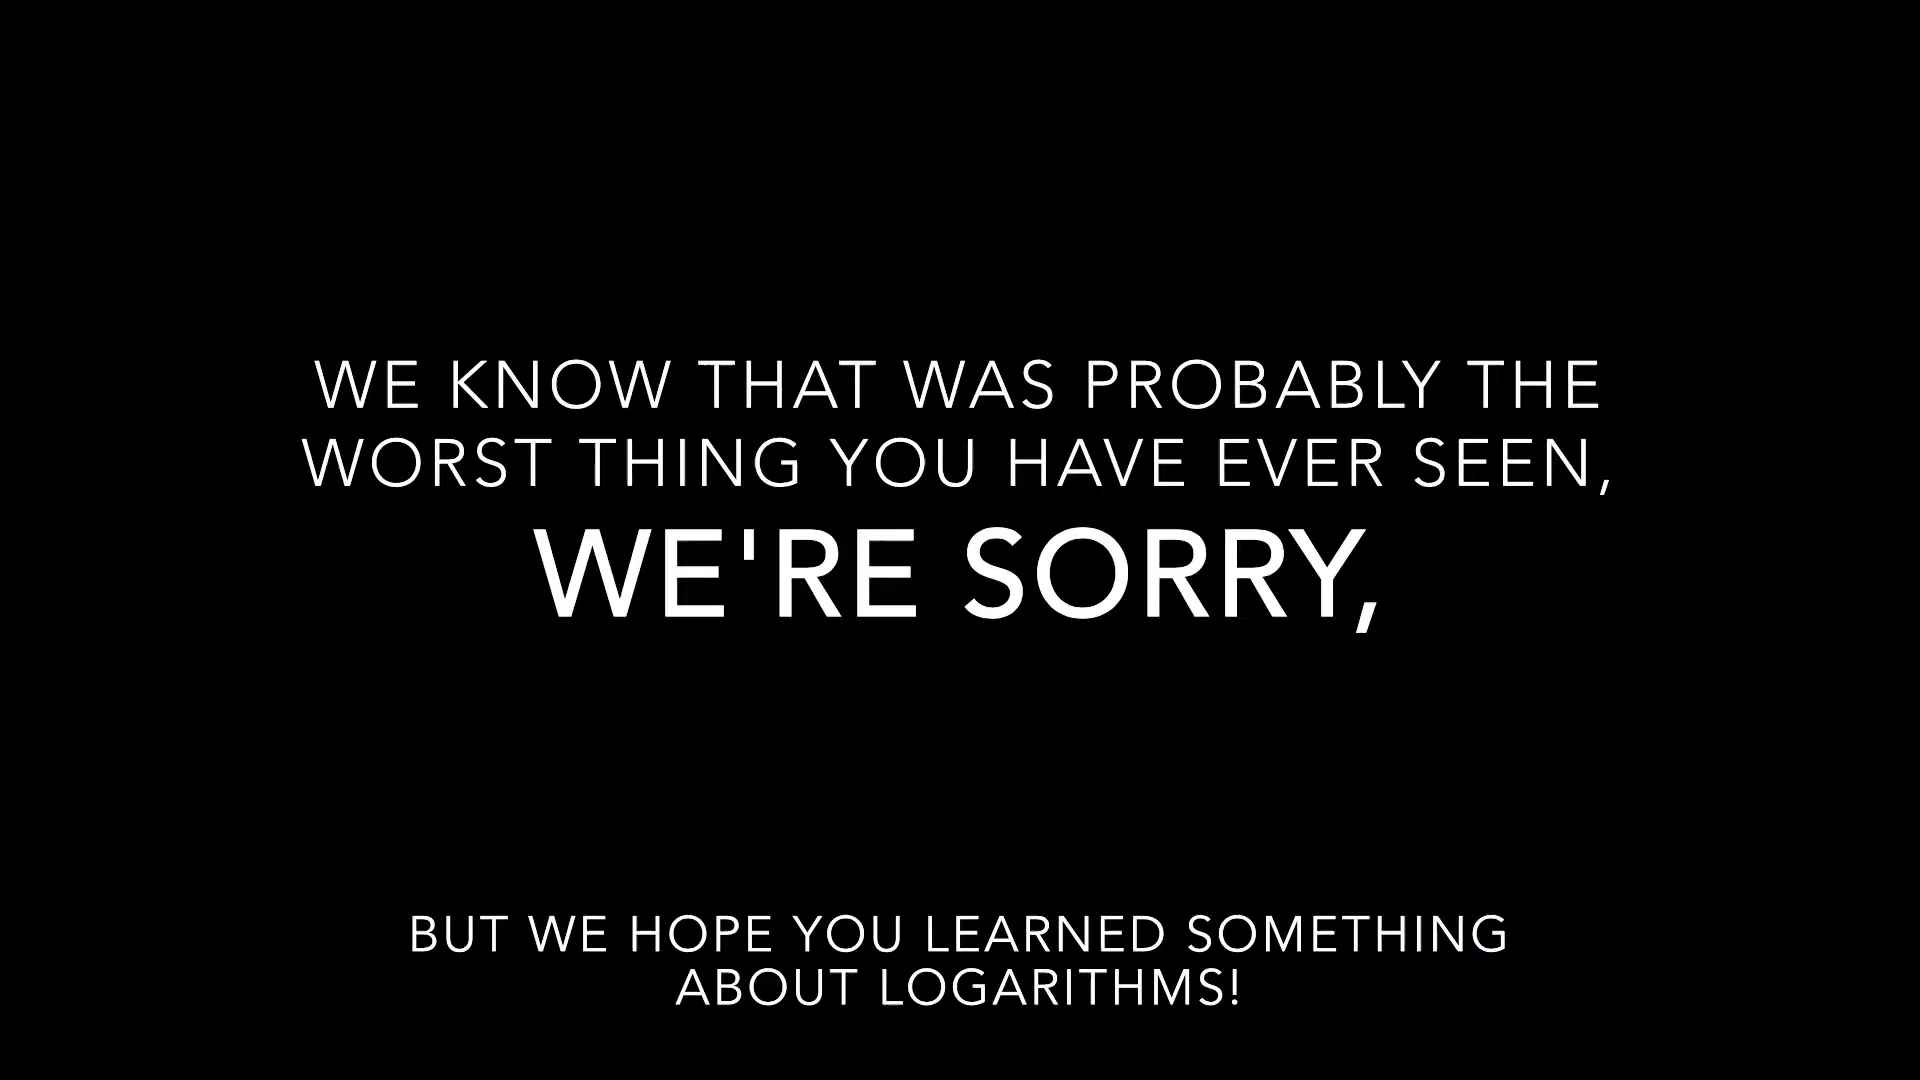 WE KNOW THAT WAS PROBABLY THE
WORST THING YOU HAVE EVER SEEN,
WE'RE SORRY,
BUT WE HOPE YOU LEARNED SOMETHING
ABOUT LOGARITHMS!